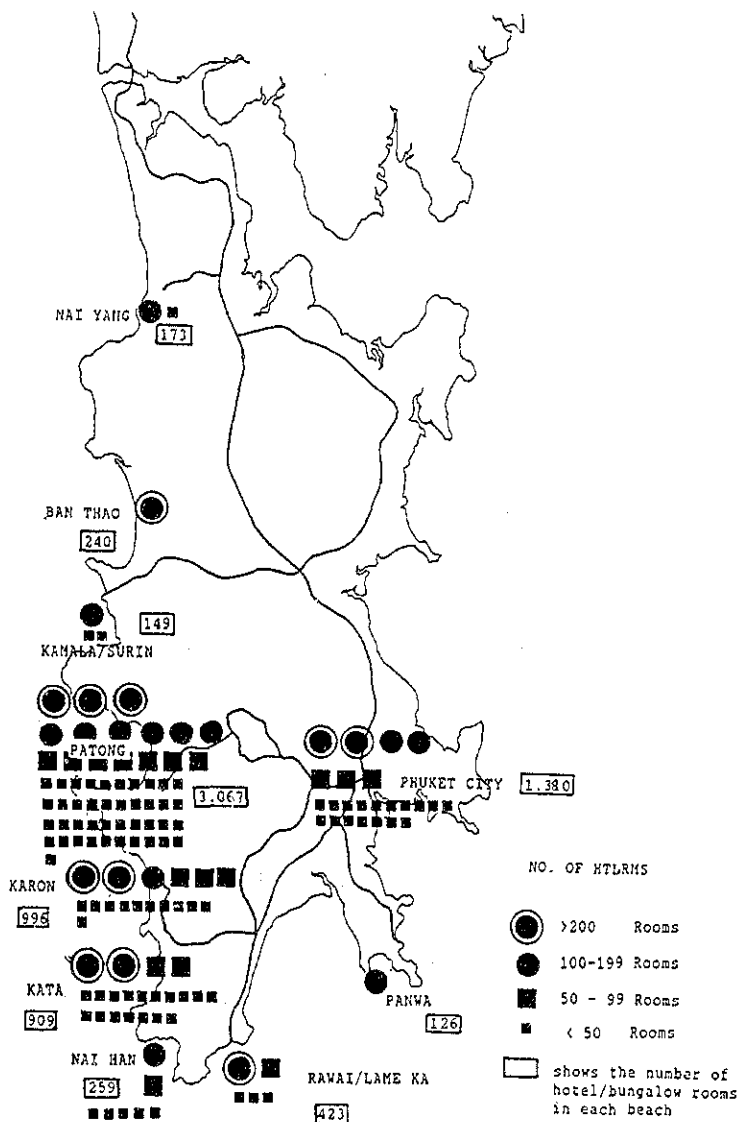 NAI YANG
173
BAN THAO
240
149
KAMALA/SURIN
PATONG
3.067
PHUKET CITY
1.380
KARON
996
KATA
909
NAI HAN
259
RAWAI/LAME KA
423
PANWA
126
NO. OF HTLRMS
>200 Rooms
100-199 Rooms
50 - 99 Rooms
< 50 Rooms
shows the number of
hotel/bungalow rooms
in each beach